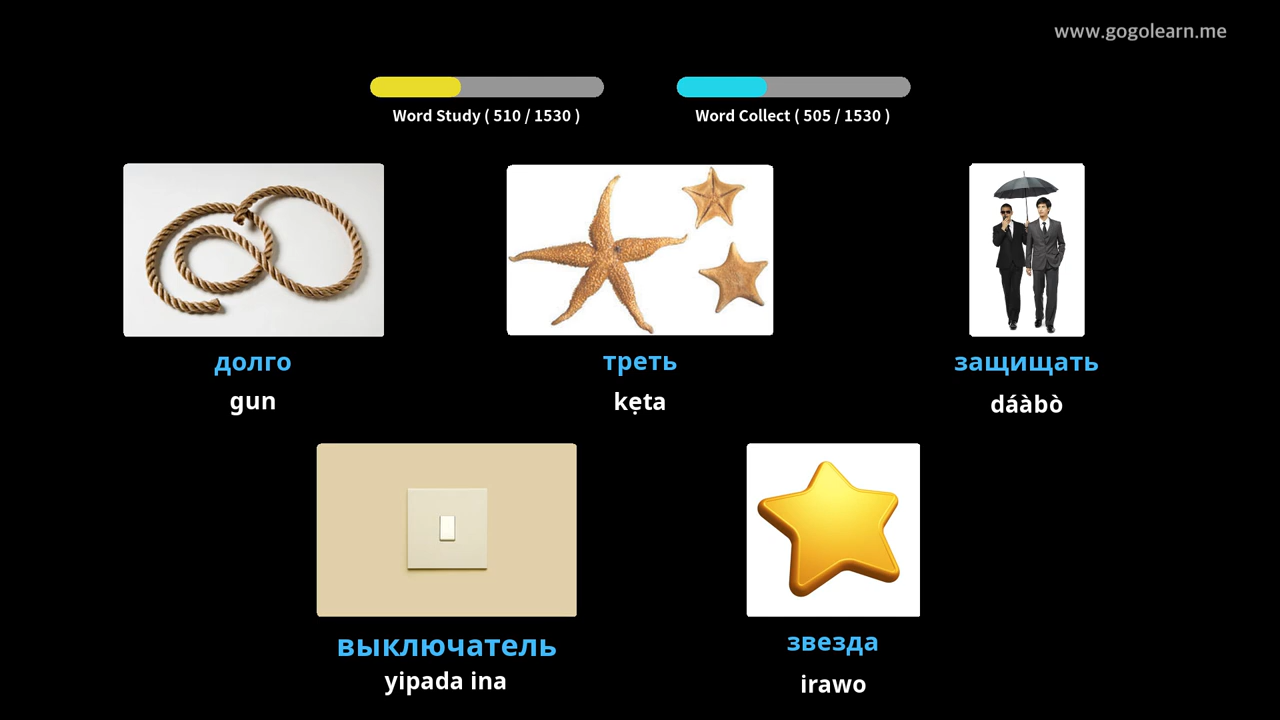 www.gogolearn.me
Word Study ( 510 / 1530 )
Word Collect ( 505 / 1530 )
долго
gun
треть
kẹta
защищать
dáàbò
выключатель
yipada ina
звезда
irawo